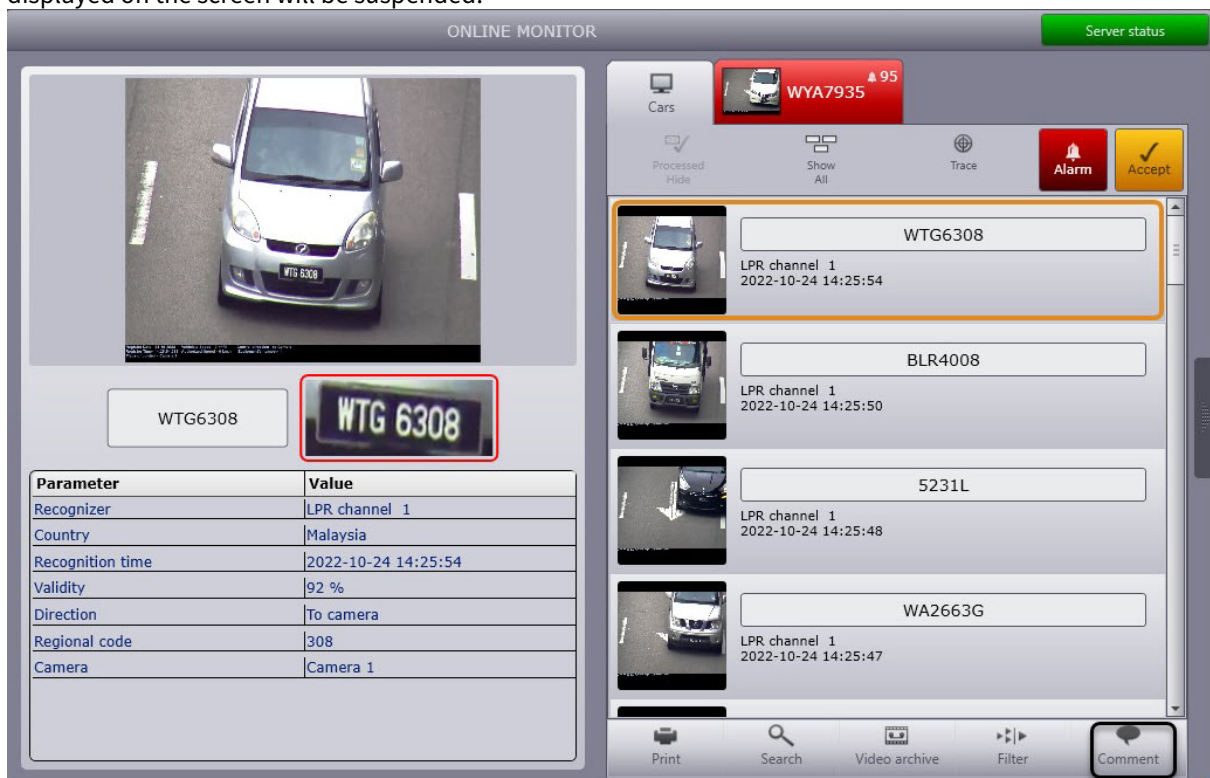 displayed on the screen will be suspended.
ONLINE MONITOR
Server status
WTG 6308
WTG6308
WTG 6308
Parameter Value
Recognizer LPR channel 1
Country Malaysia
Recognition time 2022-10-24 14:25:54
Validity 92 %
Direction To camera
Regional code 308
Camera Camera 1
Cars
WYA7935
95
Processed
Hide
Show
All
Trace
Alarm
Accept
WTG6308
LPR channel 1
2022-10-24 14:25:54
BLR4008
LPR channel 1
2022-10-24 14:25:50
5231L
LPR channel 1
2022-10-24 14:25:48
WA2663G
LPR channel 1
2022-10-24 14:25:47
Print
Search
Video archive
Filter
Comment